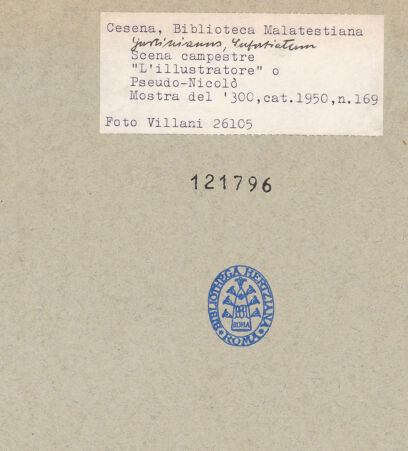 Cesena, Biblioteca Malatestiana
Justinianus, Infortiatum
Scena campestre
"L'illustratore" o
Pseudo-Nicolò
Mostra del '300,cat.1950,n.169
Foto Villani 26105
121796
BIBLIOTHECA HERTZIANA
ROMA
ROMA